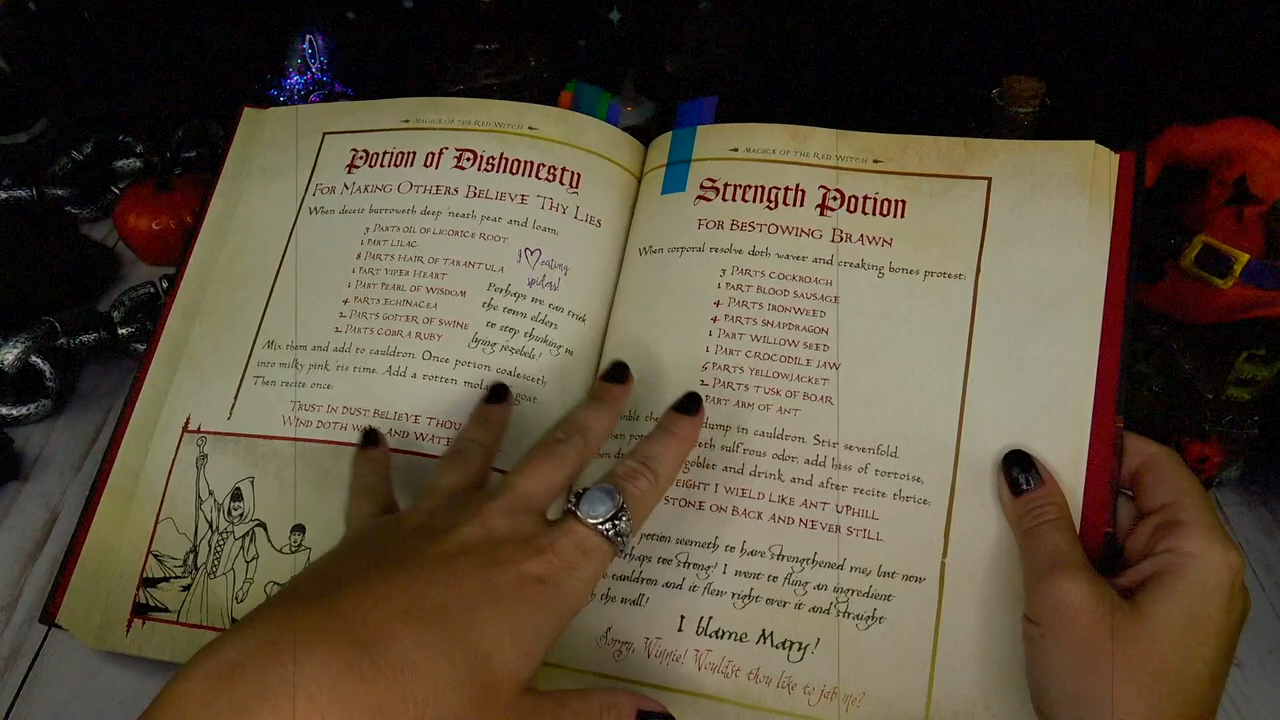 MAGICK OF THE RED WITCH
Potion of Dishonesty
FOR MAKING OTHERS BELIEVE THY LIES
When deceit burroweth deep 'neath peat and loam:
3 PARTS OIL OF LICORICE ROOT
1 PART LILAC
8 PARTS HAIR OF TARANTULA
1 PART VIPER HEART
1 PART PEARL OF WISDOM
4 PARTS ECHINACEA
2 PARTS GOITER OF SWINE
2 PARTS COBRA RUBY
I eating
spiders!
Perhaps we can trick
the town elders
to stop thinking us
lying jezebels!
Mix them and add to cauldron. Once potion coalesceth
into milky pink 'tis time. Add a rotten goat.
Then recite once:
TRUST IN DUST, BELIEVE THOU
WIND DOTH AND
MAGICK OF THE RED WITCH
Strength Potion
FOR BESTOWING BRAWN
When corporal resolve doth waver and creaking bones protest:
3 PARTS COCKROACH
1 PART BLOOD SAUSAGE
4 PARTS IRONWEED
4 PARTS SNAPDRAGON
1 PART WILLOW SEED
1 PART CROCODILE JAW
5 PARTS YELLOWJACKET
2 PARTS TUSK OF BOAR
PART ARM OF ANT
dump in cauldron. Stir sevenfold.
sulf'rous odor, add hiss of tortoise,
goblet and drink, and after recite thrice:
I WIELD LIKE ANT UPHILL
STONE ON BACK AND NEVER STILL
potion seemeth to have strengthened me, but now
too strong! I went to fling an ingredient
cauldron and it flew right over it and straight
the wall!
I blame Mary!
Sorry, Winnie! Wouldst thou like to jab me?